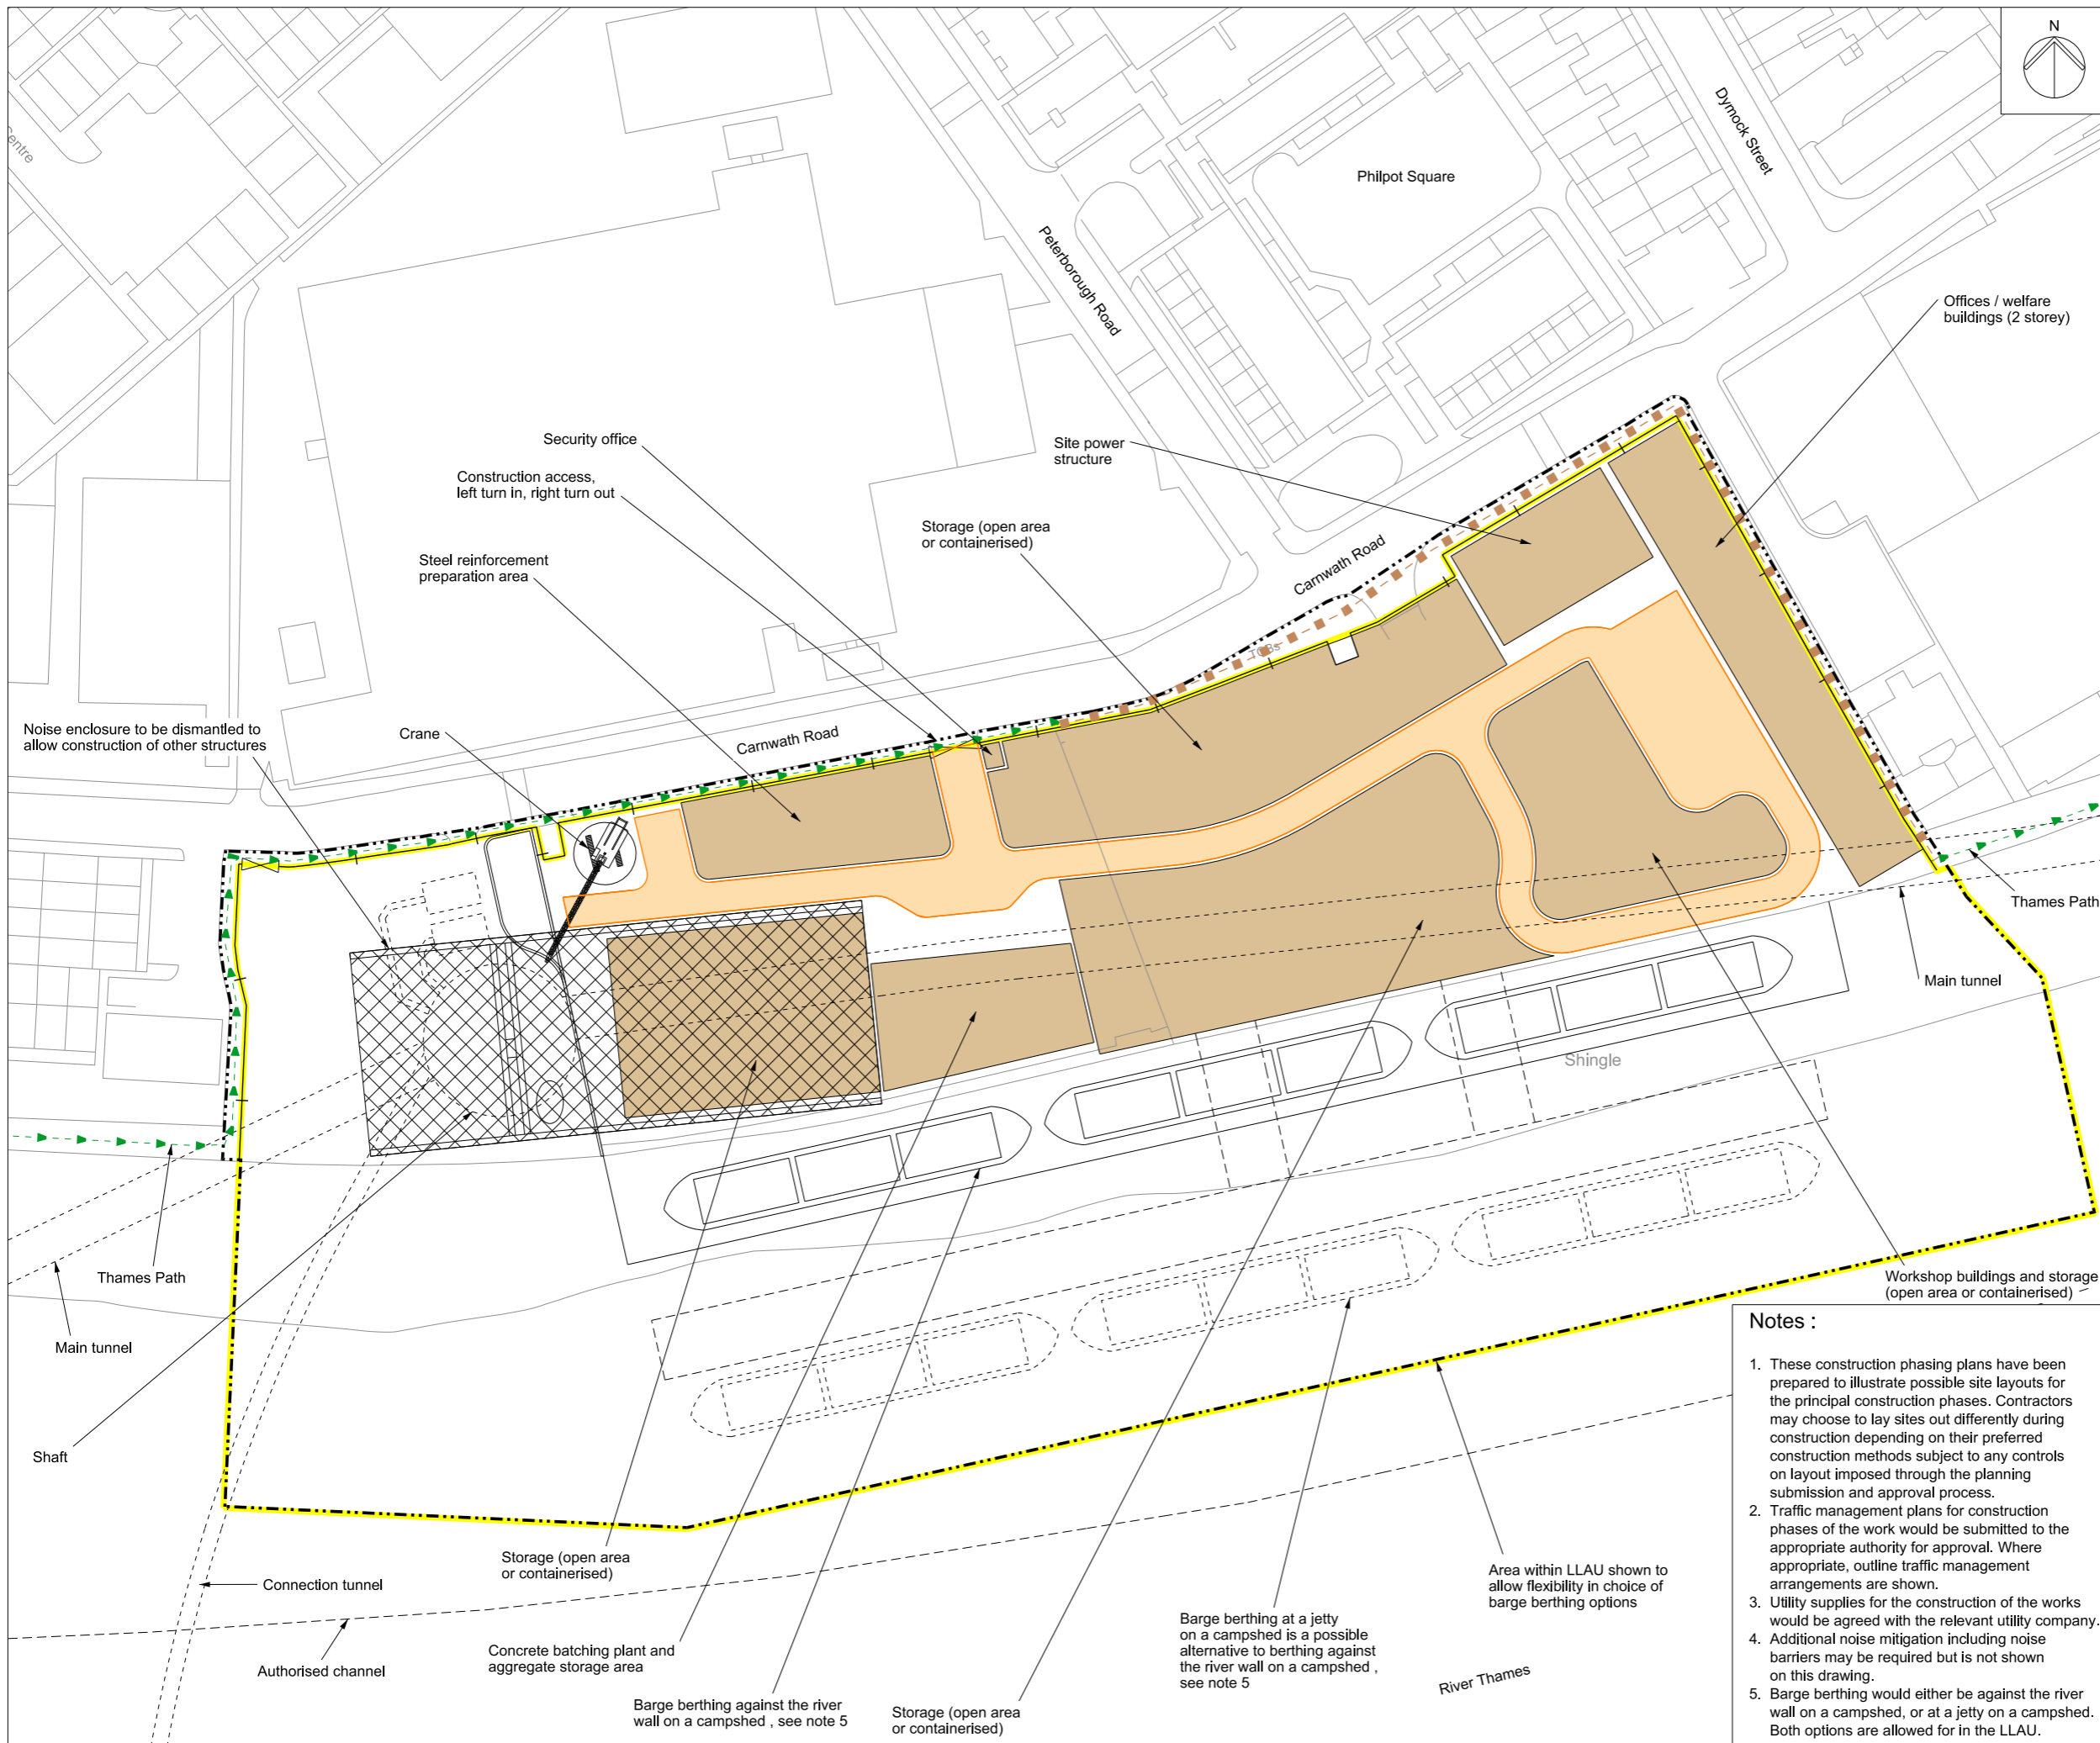 N
Centre
Dymock Street
Philpot Square
Peterborough Road
Offices / welfare
buildings (2 storey)
Security office
Construction access,
left turn in, right turn out
Site power
structure
Storage (open area
or containerised)
Steel reinforcement
preparation area
Carnwath Road
TCBs
Noise enclosure to be dismantled to
allow construction of other structures
Crane
Carnwath Road
Thames Path
Main tunnel
Shingle
Thames Path
Main tunnel
Shaft
Workshop buildings and storage
(open area or containerised)
Storage (open area
or containerised)
Connection tunnel
Authorised channel
Concrete batching plant and
aggregate storage area
Barge berthing against the river
wall on a campshed , see note 5
Storage (open area
or containerised)
Barge berthing at a jetty
on a campshed is a possible
alternative to berthing against
the river wall on a campshed ,
see note 5
Area within LLAU shown to
allow flexibility in choice of
barge berthing options
River Thames
Notes :
1. These construction phasing plans have been
prepared to illustrate possible site layouts for
the principal construction phases. Contractors
may choose to lay sites out differently during
construction depending on their preferred
construction methods subject to any controls
on layout imposed through the planning
submission and approval process.
2. Traffic management plans for construction
phases of the work would be submitted to the
appropriate authority for approval. Where
appropriate, outline traffic management
arrangements are shown.
3. Utility supplies for the construction of the works
would be agreed with the relevant utility company.
4. Additional noise mitigation including noise
barriers may be required but is not shown
on this drawing.
5. Barge berthing would either be against the river
wall on a campshed, or at a jetty on a campshed.
Both options are allowed for in the LLAU.